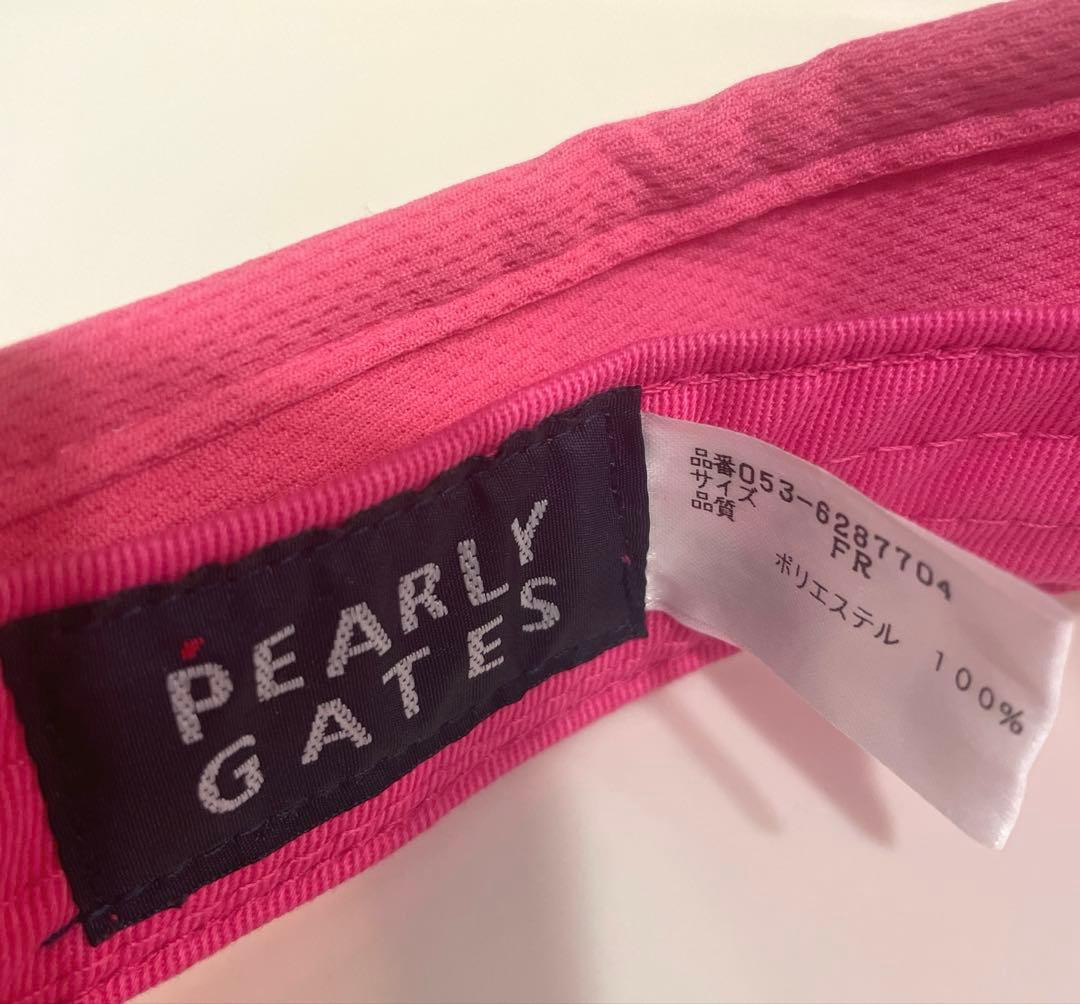 PEARLY
GATES
品番053-6287704
サイズ FR
品質
ポリエステル 100%